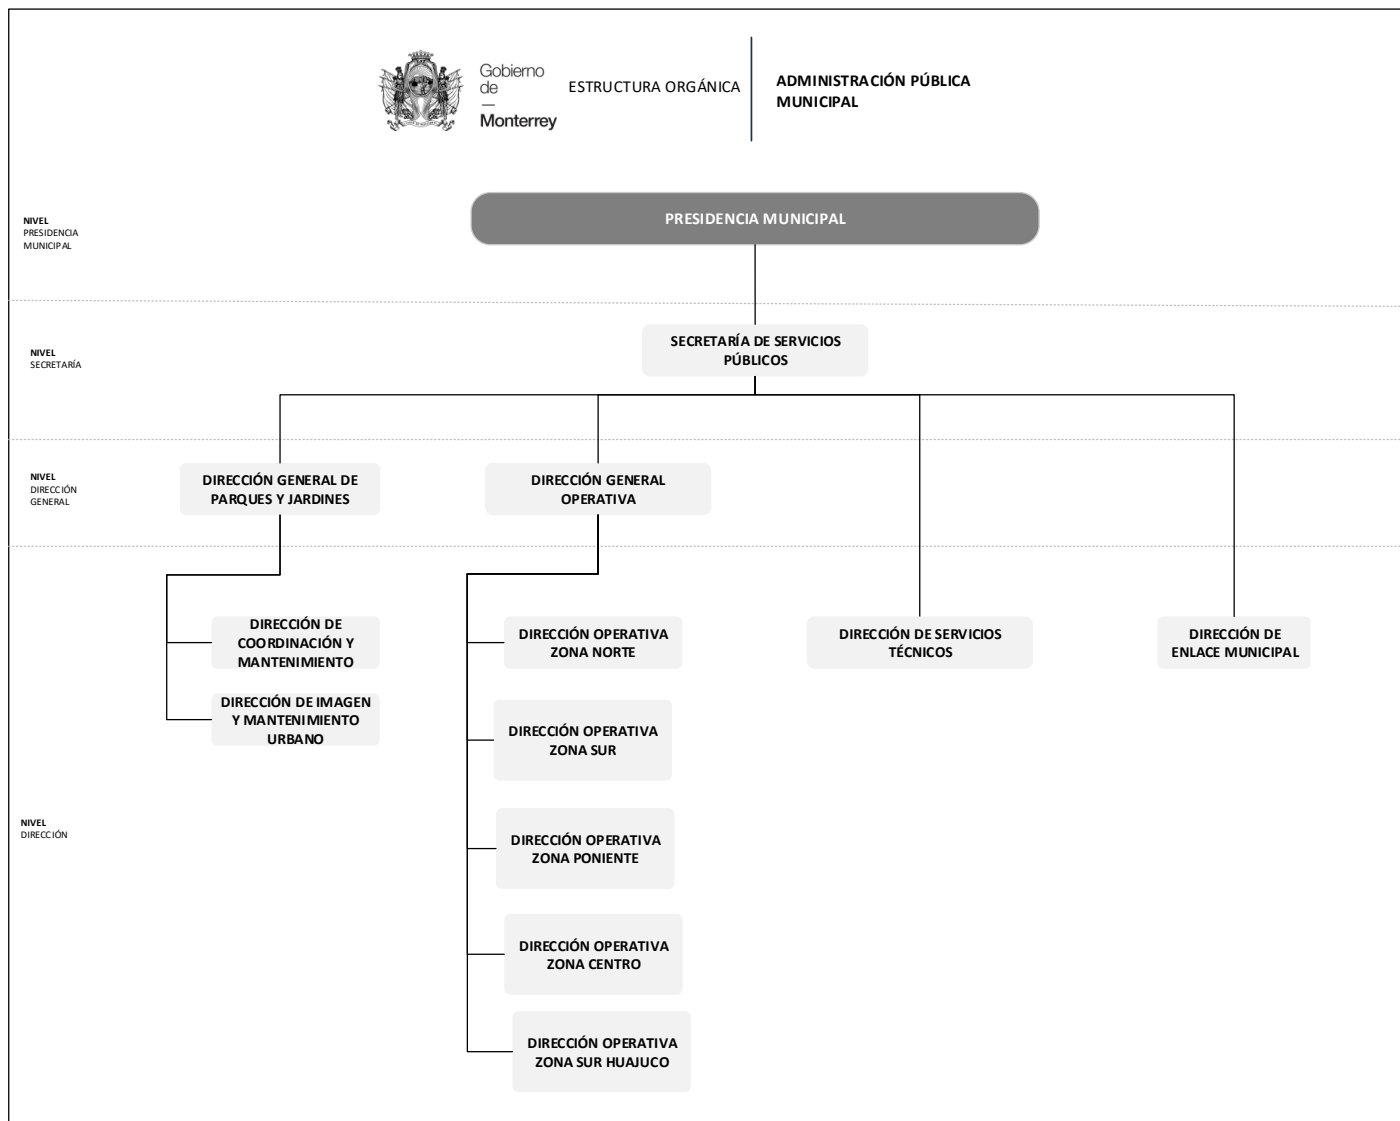 Gobierno
de
—
Monterrey
ESTRUCTURA ORGÁNICA
ADMINISTRACIÓN PÚBLICA
MUNICIPAL
NIVEL
PRESIDENCIA
MUNICIPAL
PRESIDENCIA MUNICIPAL
NIVEL
SECRETARÍA
SECRETARÍA DE SERVICIOS
PÚBLICOS
NIVEL
DIRECCIÓN
GENERAL
DIRECCIÓN GENERAL DE
PARQUES Y JARDINES
DIRECCIÓN GENERAL
OPERATIVA
NIVEL
DIRECCIÓN
DIRECCIÓN DE
COORDINACIÓN Y
MANTENIMIENTO
DIRECCIÓN DE IMAGEN
Y MANTENIMIENTO
URBANO
DIRECCIÓN OPERATIVA
ZONA NORTE
DIRECCIÓN OPERATIVA
ZONA SUR
DIRECCIÓN OPERATIVA
ZONA PONIENTE
DIRECCIÓN OPERATIVA
ZONA CENTRO
DIRECCIÓN OPERATIVA
ZONA SUR HUAJUCO
DIRECCIÓN DE SERVICIOS
TÉCNICOS
DIRECCIÓN DE
ENLACE MUNICIPAL